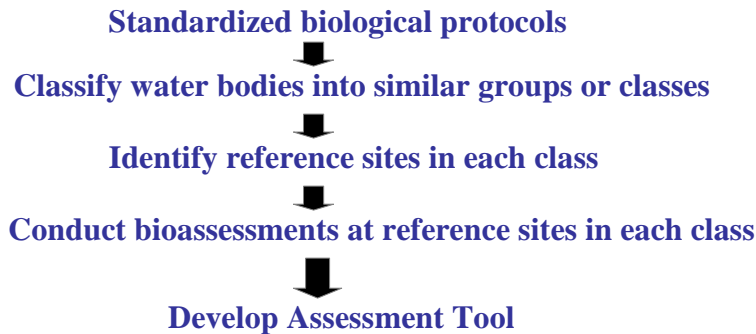 Standardized biological protocols
Classify water bodies into similar groups or classes
Identify reference sites in each class
Conduct bioassessments at reference sites in each class
Develop Assessment Tool